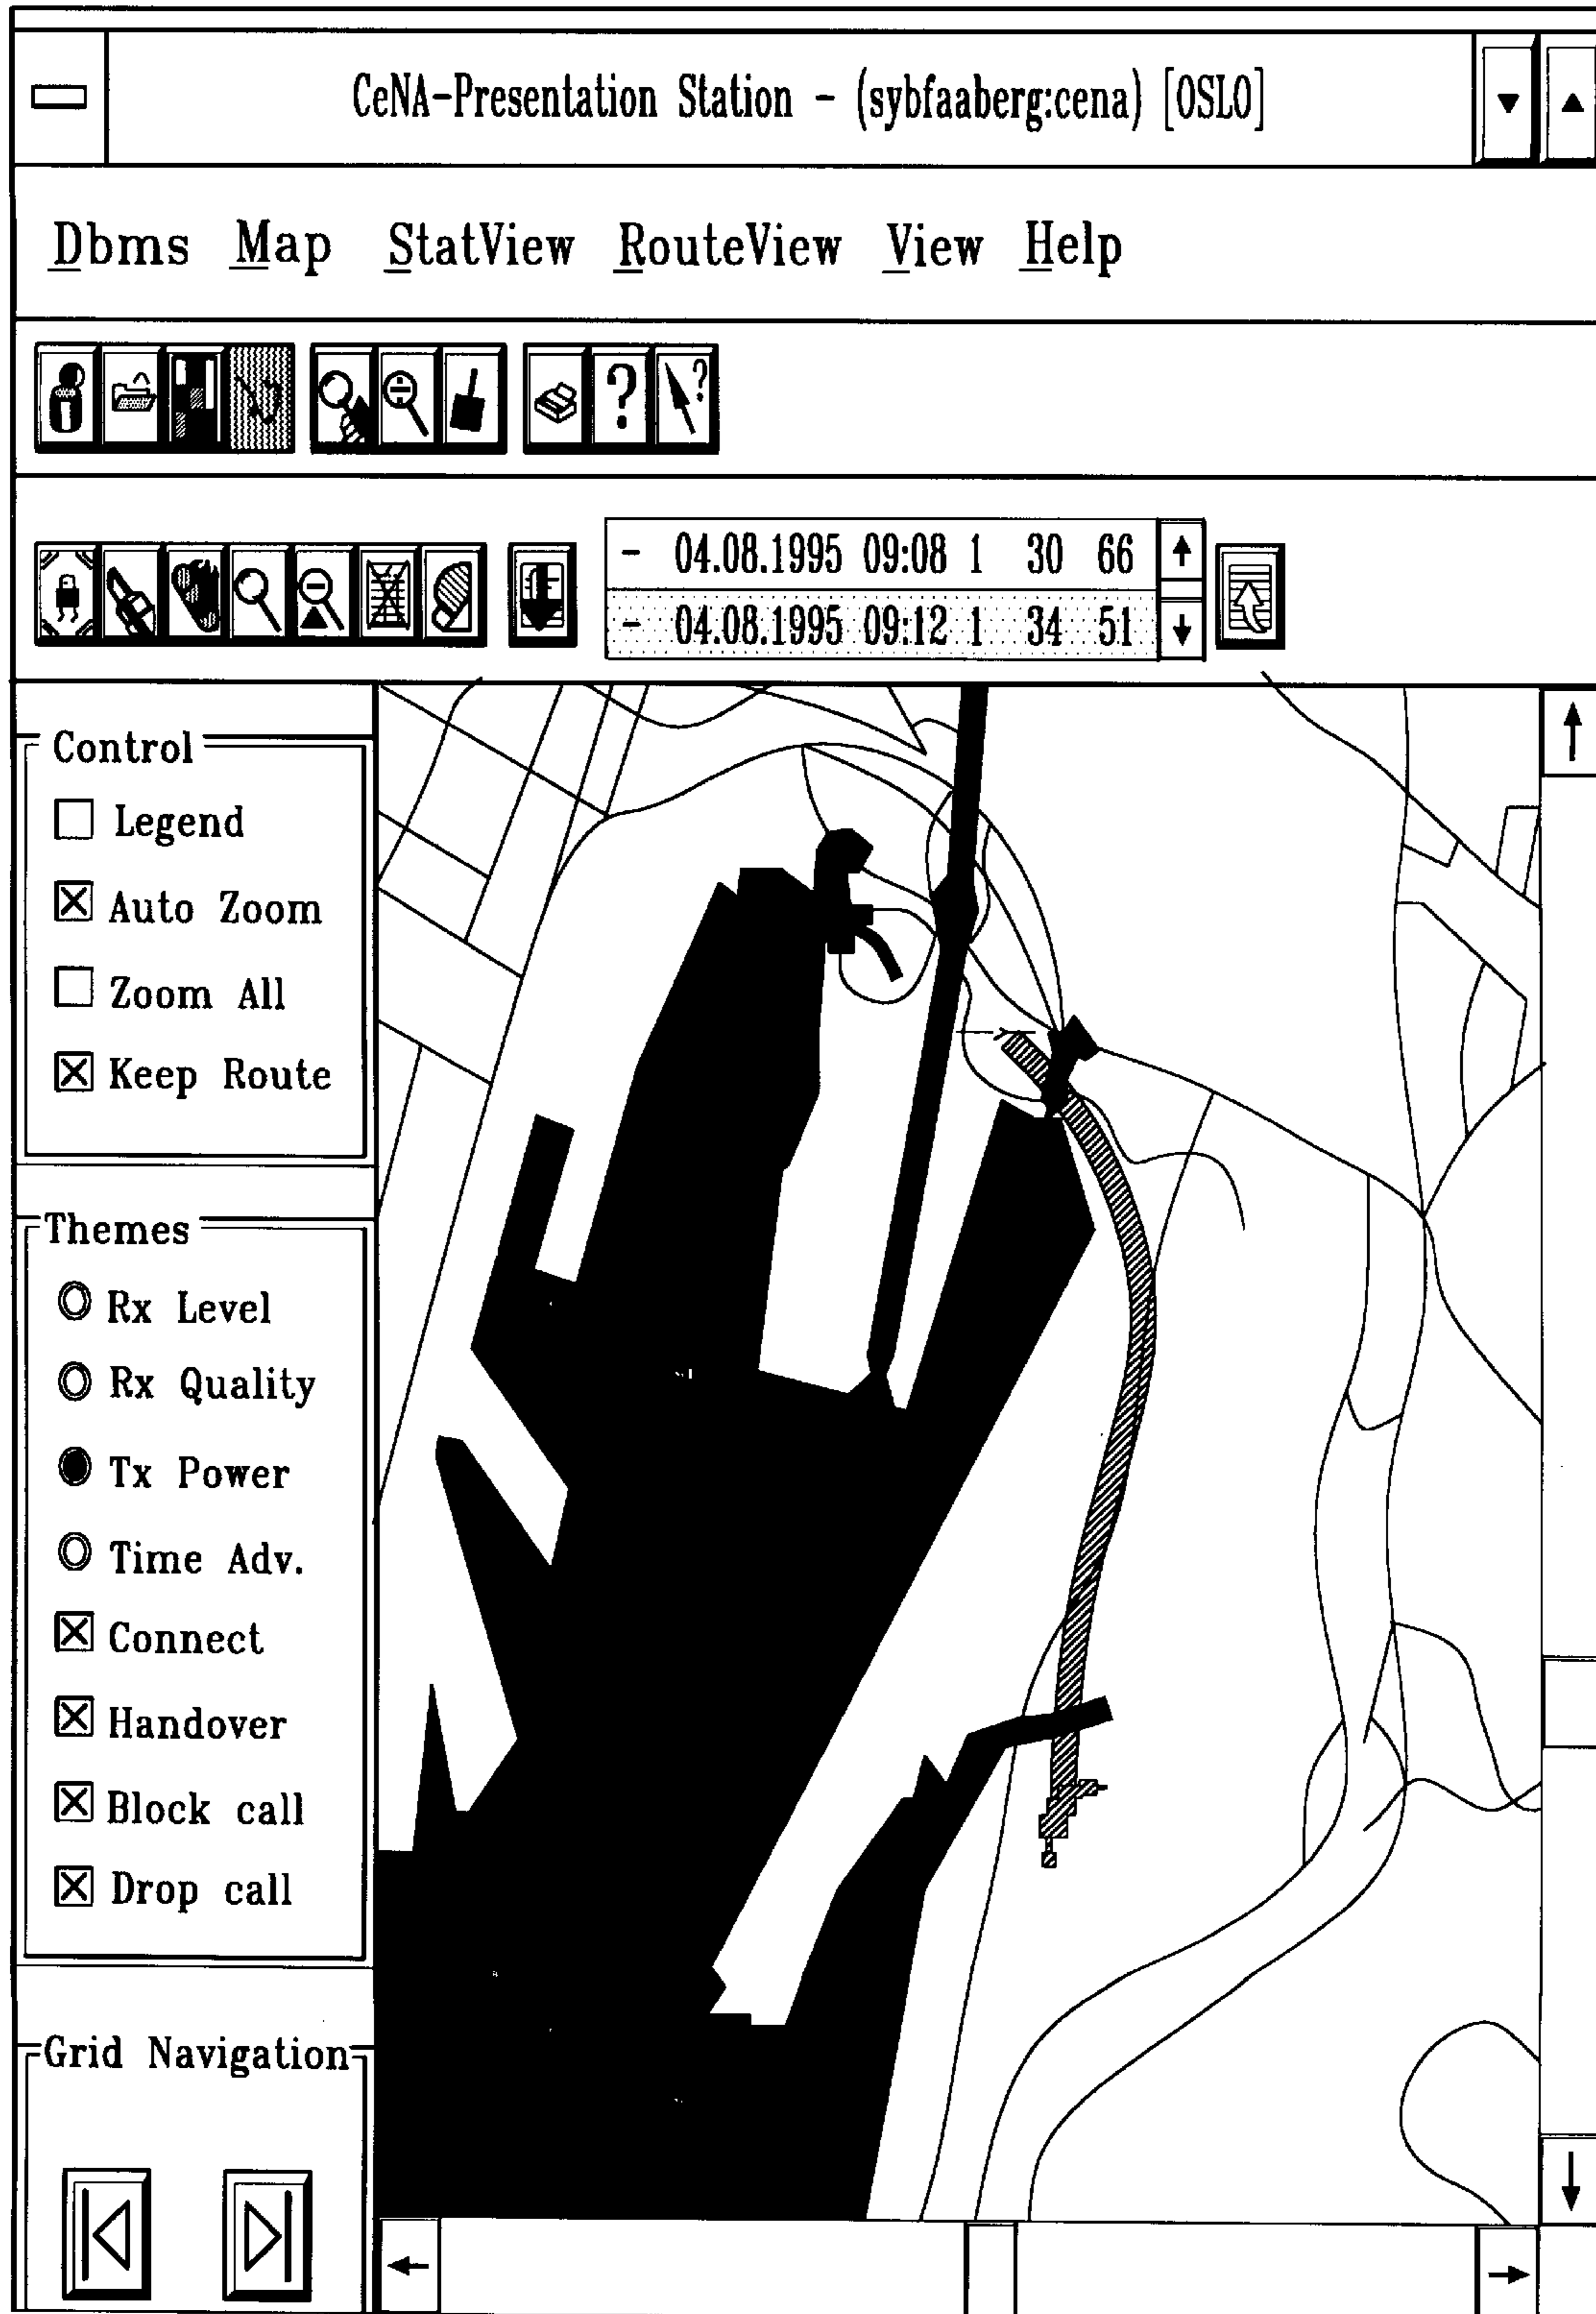 CeNA-Presentation Station - (sybfaaberg:cena) [OSLO]
Dbms Map StatView RouteView View Help
? ?
- 04.08.1995 09:08 1 30 66
- 04.08.1995 09:12 1 34 51
Control
Legend
Auto Zoom
Zoom All
Keep Route
Themes
Rx Level
Rx Quality
Tx Power
Time Adv.
Connect
Handover
Block call
Drop call
Grid Navigation